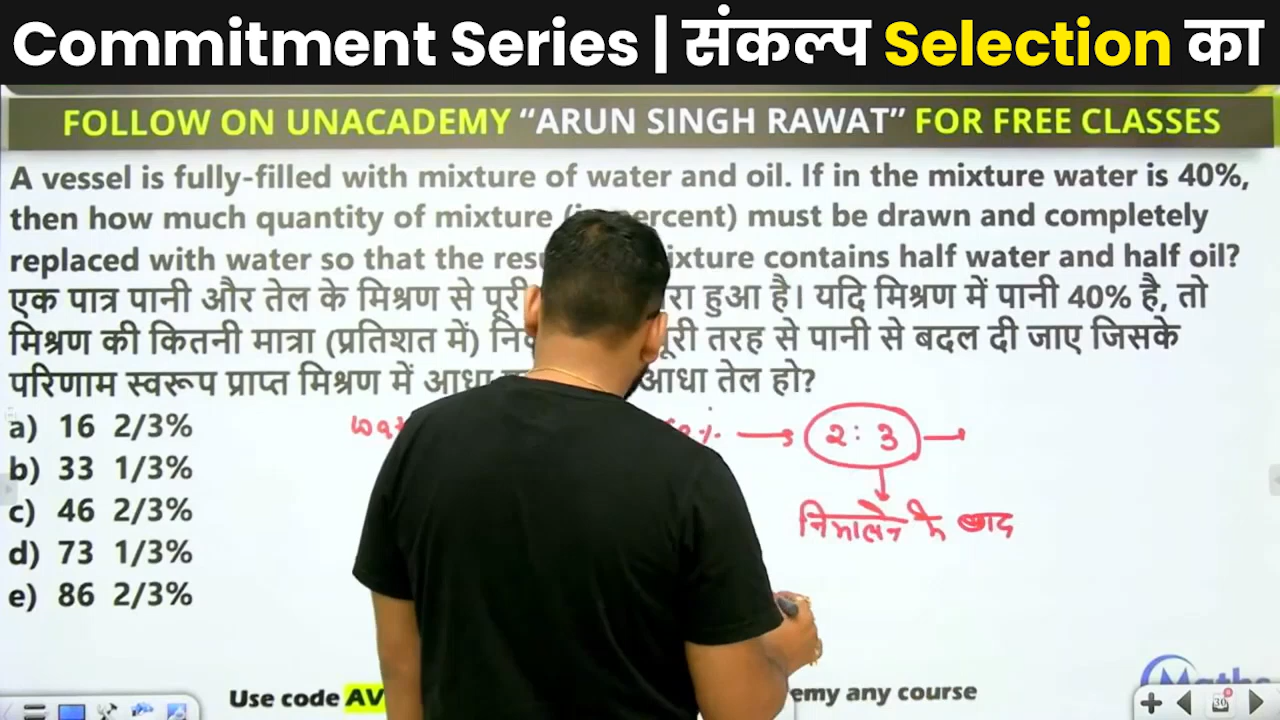 Commitment Series | संकल्प Selection का
FOLLOW ON UNACADEMY “ARUN SINGH RAWAT” FOR FREE CLASSES
A vessel is fully-filled with mixture of water and oil. If in the mixture water is 40%,
then how much quantity of mixture must be drawn and completely
replaced with water so that the contains half water and half oil?
एक पात्र पानी और तेल के मिश्रण से हुआ है। यदि मिश्रण में पानी 40% है, तो
मिश्रण की कितनी मात्रा (प्रतिशत में) तरह से पानी से बदल दी जाए जिसके
परिणाम स्वरूप प्राप्त मिश्रण में आधा आधा तेल हो?
a) 16 2/3%
b) 33 1/3%
c) 46 2/3%
d) 73 1/3%
e) 86 2/3%
2 : 3
निकालने के बाद
Use code AV
any course
Maths
30